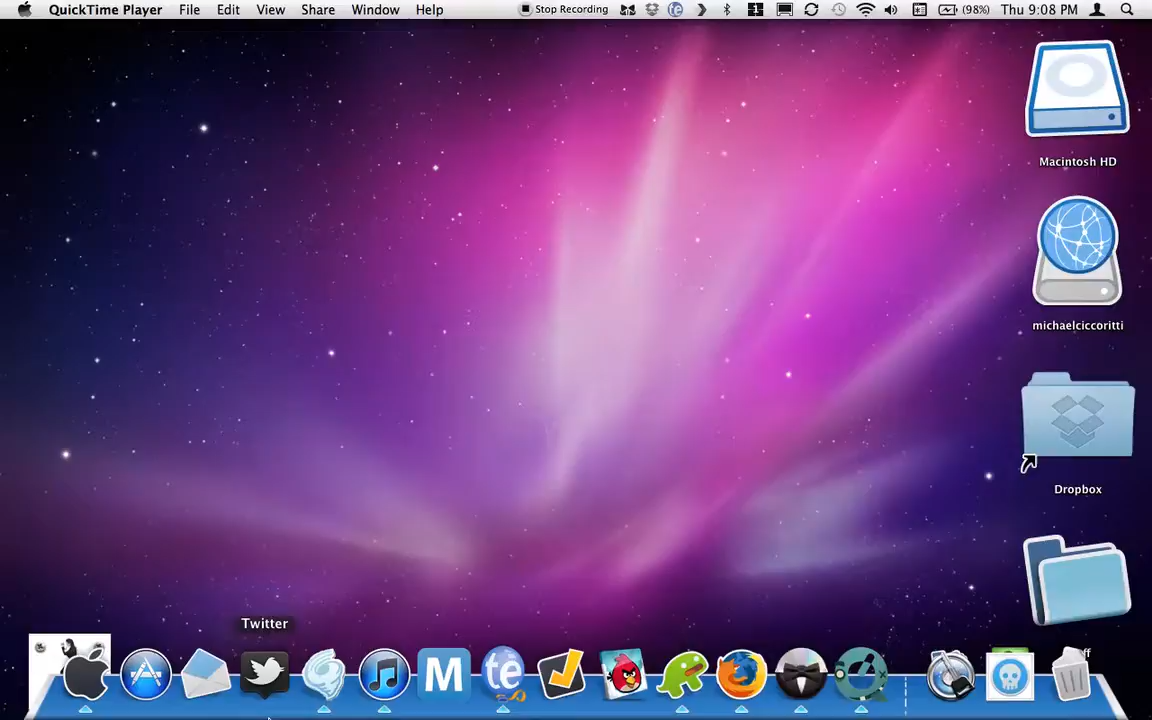 QuickTime Player File Edit View Share Window Help Stop Recording 1 (98%) Thu 9:08 PM
Macintosh HD
michaelciccoritti
Dropbox
Twitter
M
te